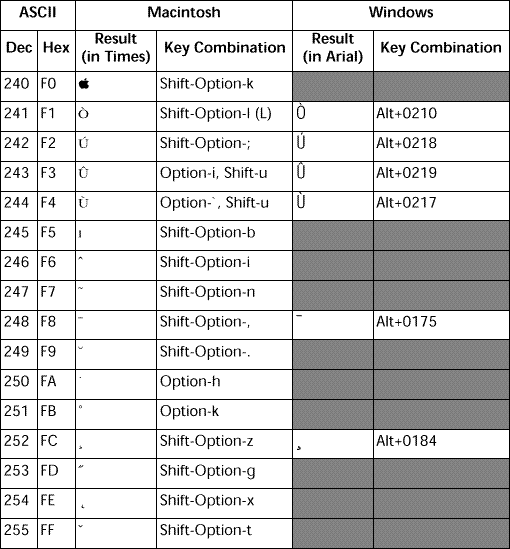 ASCII Macintosh Windows
Dec Hex Result (in Times) Key Combination Result (in Arial) Key Combination
240 F0  Shift-Option-k
241 F1 Ò Shift-Option-l (L) Ò Alt+0210
242 F2 Ú Shift-Option-; Ú Alt+0218
243 F3 Û Option-i, Shift-u Û Alt+0219
244 F4 Ù Option-`, Shift-u Ù Alt+0217
245 F5 ı Shift-Option-b
246 F6 ˆ Shift-Option-i
247 F7 ˜ Shift-Option-n
248 F8 ¯ Shift-Option-, ¯ Alt+0175
249 F9 ˘ Shift-Option-.
250 FA ˙ Option-h
251 FB ˚ Option-k
252 FC ¸ Shift-Option-z ¸ Alt+0184
253 FD ˝ Shift-Option-g
254 FE ˛ Shift-Option-x
255 FF ˇ Shift-Option-t